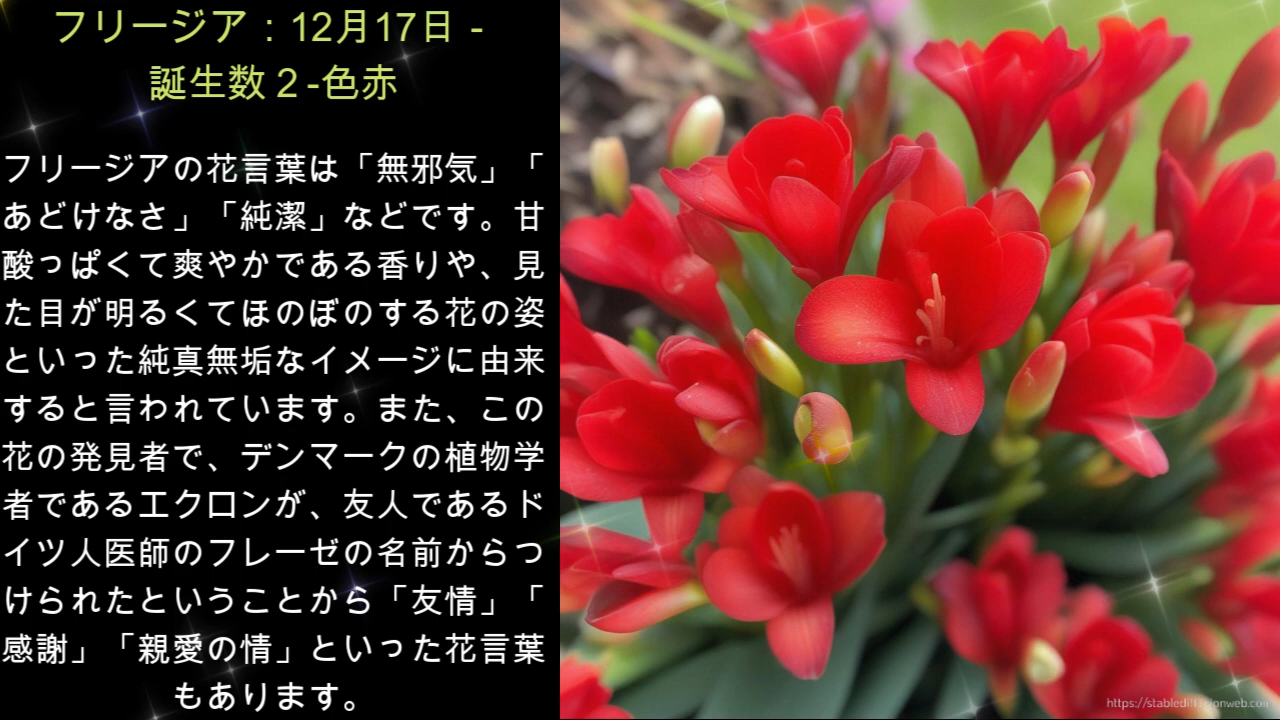 フリージア：12月17日 -
誕生数２-色赤
フリージアの花言葉は「無邪気」「
あどけなさ」「純潔」などです。甘
酸っぱくて爽やかである香りや、見
た目が明るくてほのぼのする花の姿
といった純真無垢なイメージに由来
すると言われています。また、この
花の発見者で、デンマークの植物学
者であるエクロンが、友人であるド
イツ人医師のフレーゼの名前からつ
けられたということから「友情」「
感謝」「親愛の情」といった花言葉
もあります。
https://stablediffusionweb.com